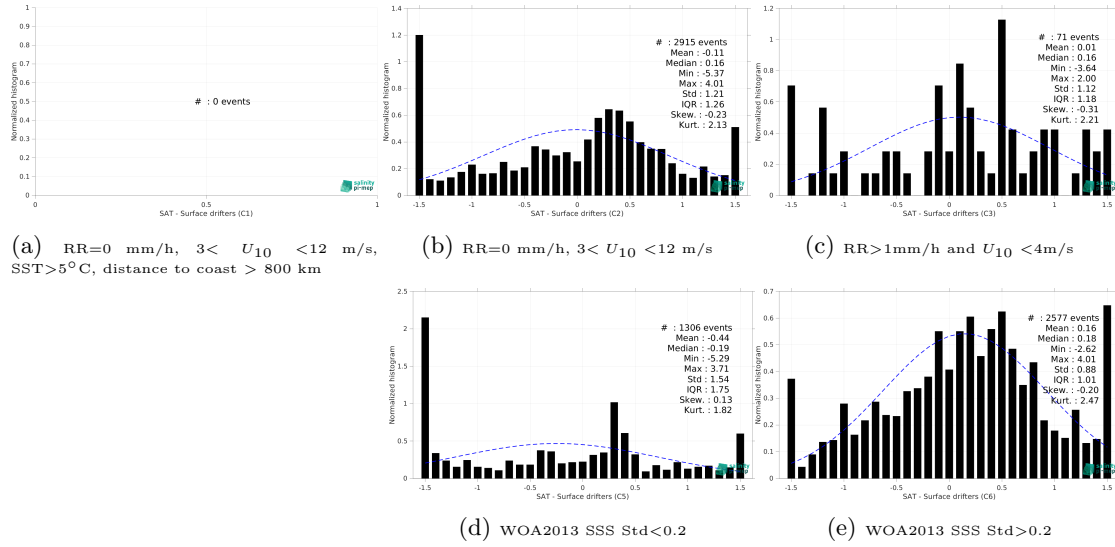 1
0.9
0.8
0.7
0.6
0.5
0.4
0.3
0.2
0.1
0
Normalized histogram
# : 0 events
salinity
pi-mep
0
0.5
1
SAT - Surface drifters (C1)
(a) RR=0 mm/h, 3< U10 <12 m/s,
SST>5°C, distance to coast > 800 km
1.4
1.2
1
0.8
0.6
0.4
0.2
0
Normalized histogram
# : 2915 events
Mean : -0.11
Median : 0.16
Min : -5.37
Max : 4.01
Std : 1.21
IQR : 1.26
Skew. : -0.23
Kurt. : 2.13
-1.5
-1
-0.5
0
0.5
1
1.5
SAT - Surface drifters (C2)
(b) RR=0 mm/h, 3< U10 <12 m/s
1.2
1
0.8
0.6
0.4
0.2
0
Normalized histogram
# : 71 events
Mean : 0.01
Median : 0.16
Min : -3.64
Max : 2.00
Std : 1.12
IQR : 1.18
Skew. : -0.31
Kurt. : 2.21
-1.5
-1
-0.5
0
0.5
1
1.5
SAT - Surface drifters (C3)
(c) RR>1mm/h and U10 <4m/s
2.5
2
1.5
1
0.5
0
Normalized histogram
# : 1306 events
Mean : -0.44
Median : -0.19
Min : -5.29
Max : 3.71
Std : 1.54
IQR : 1.75
Skew. : 0.13
Kurt. : 1.82
-1.5
-1
-0.5
0
0.5
1
1.5
SAT - Surface drifters (C5)
(d) WOA2013 SSS Std<0.2
0.7
0.6
0.5
0.4
0.3
0.2
0.1
0
Normalized histogram
# : 2577 events
Mean : 0.16
Median : 0.18
Min : -2.62
Max : 4.01
Std : 0.88
IQR : 1.01
Skew. : -0.20
Kurt. : 2.47
-1.5
-1
-0.5
0
0.5
1
1.5
SAT - Surface drifters (C6)
(e) WOA2013 SSS Std>0.2